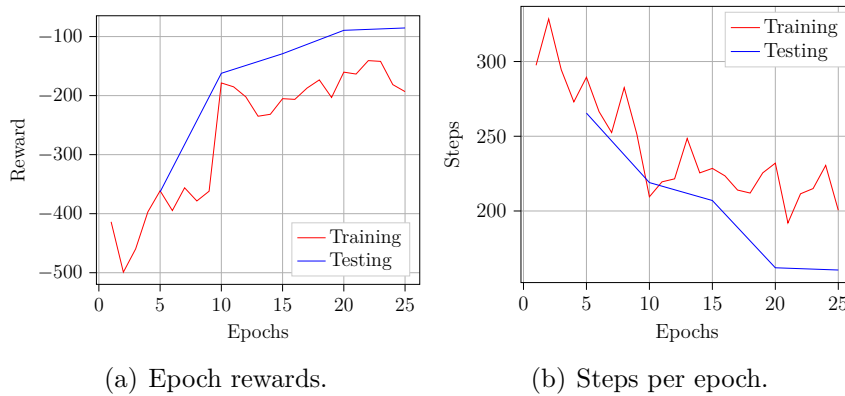 −100
−200
−300
−400
−500
0
5
10
15
20
25
Reward
Epochs
Training
Testing
(a) Epoch rewards.
300
250
200
0
5
10
15
20
25
Steps
Epochs
Training
Testing
(b) Steps per epoch.